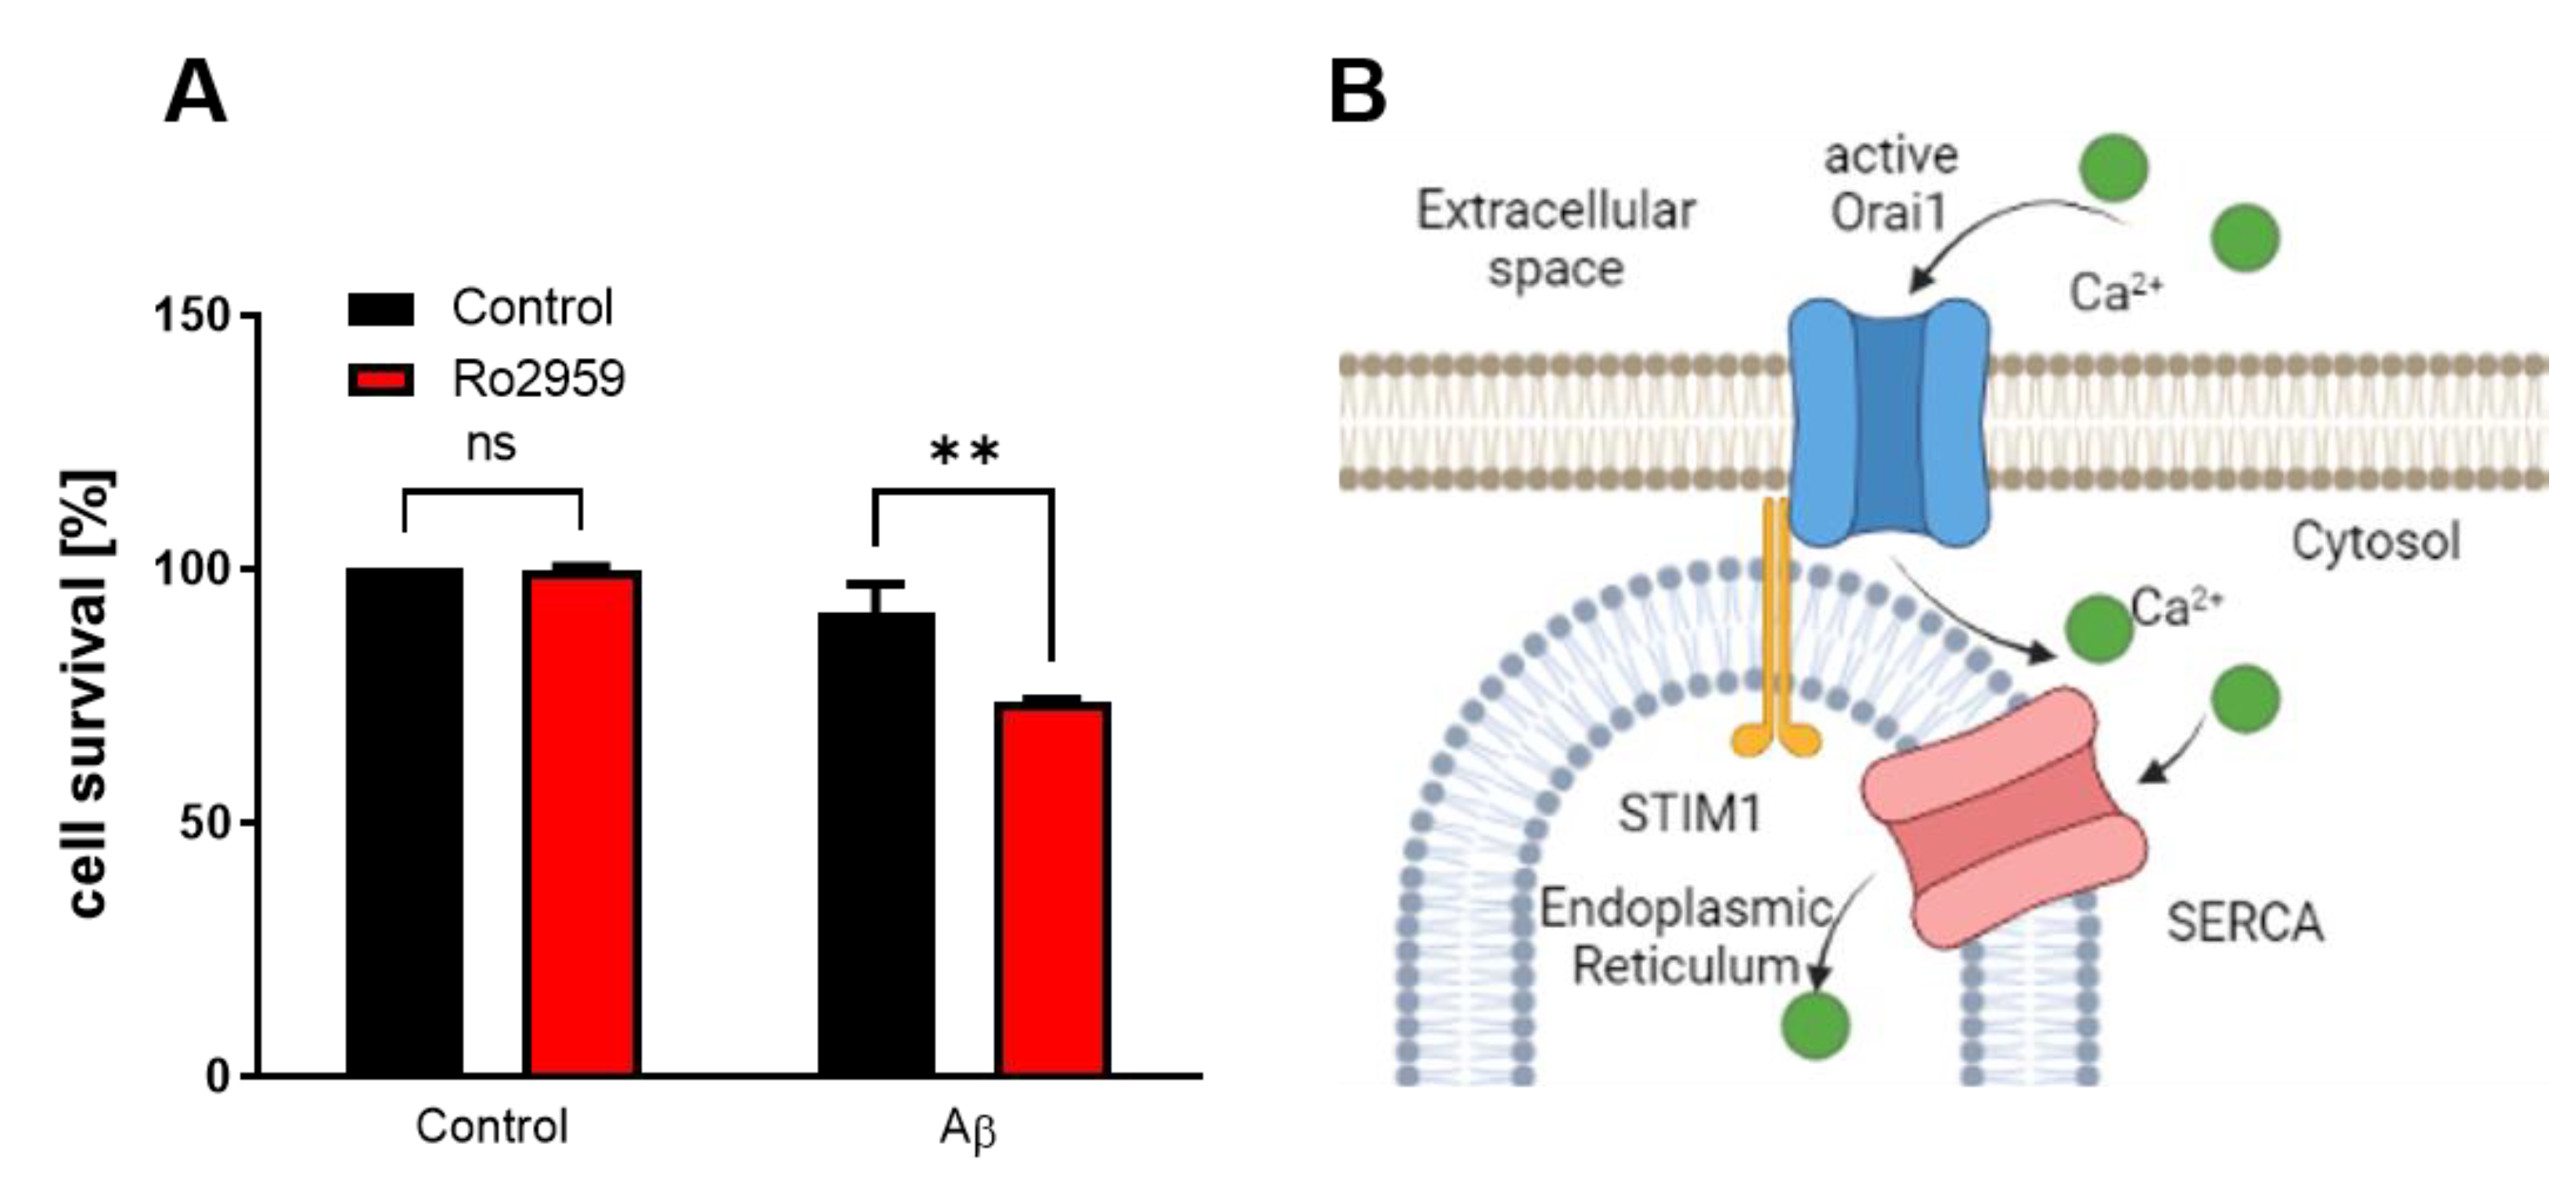 A
150
100
50
0
cell survival [%]
Control
Ro2959
ns
**
Control
Aβ
B
active
Orai1
Extracellular
space
Ca²⁺
Cytosol
Ca²⁺
STIM1
Endoplasmic
Reticulum
SERCA